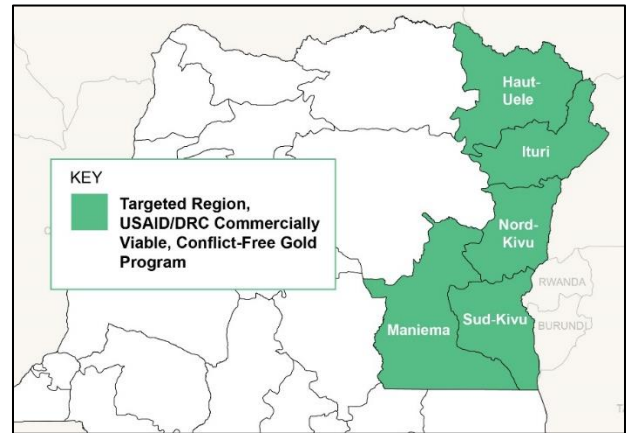 Haut-
Uele
Ituri
KEY
Targeted Region,
USAID/DRC Commercially
Viable, Conflict-Free Gold
Program
Nord-
Kivu
RWANDA
Maniema
Sud-Kivu
BURUNDI